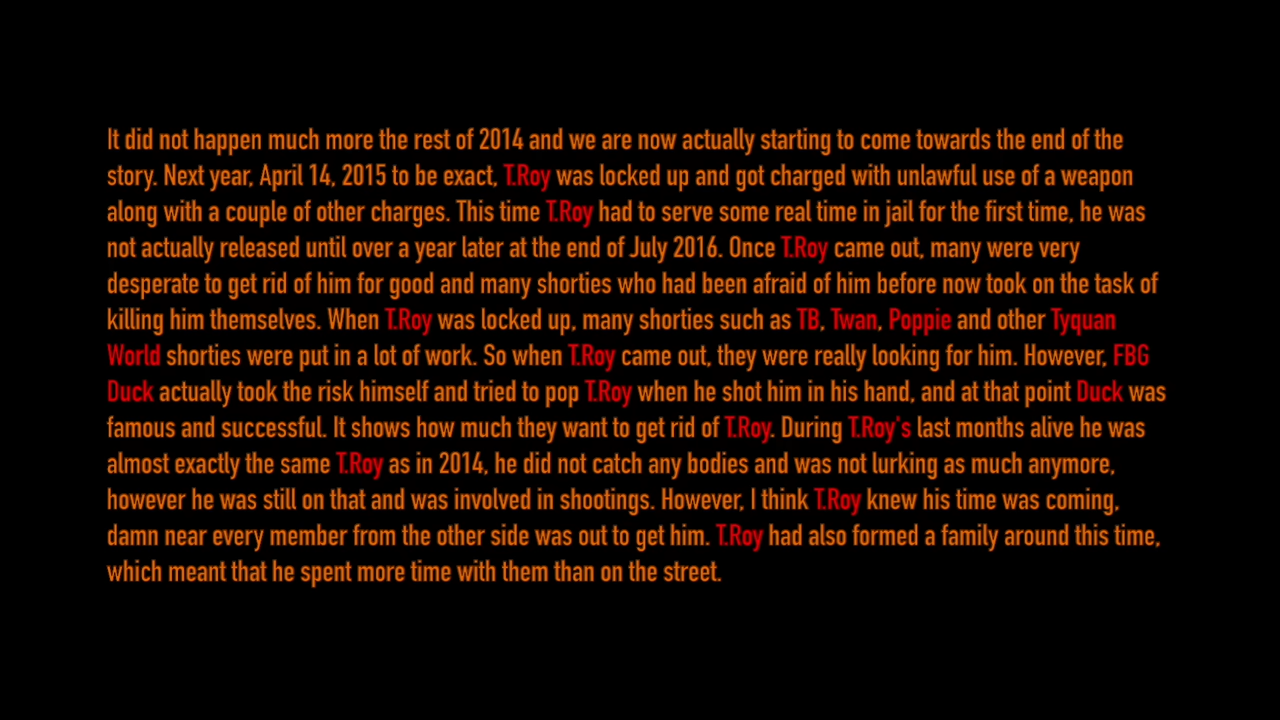 It did not happen much more the rest of 2014 and we are now actually starting to come towards the end of the
story. Next year, April 14, 2015 to be exact, T.Roy was locked up and got charged with unlawful use of a weapon
along with a couple of other charges. This time T.Roy had to serve some real time in jail for the first time, he was
not actually released until over a year later at the end of July 2016. Once T.Roy came out, many were very
desperate to get rid of him for good and many shorties who had been afraid of him before now took on the task of
killing him themselves. When T.Roy was locked up, many shorties such as TB, Twan, Poppie and other Tyquan
World shorties were put in a lot of work. So when T.Roy came out, they were really looking for him. However, FBG
Duck actually took the risk himself and tried to pop T.Roy when he shot him in his hand, and at that point Duck was
famous and successful. It shows how much they want to get rid of T.Roy. During T.Roy's last months alive he was
almost exactly the same T.Roy as in 2014, he did not catch any bodies and was not lurking as much anymore,
however he was still on that and was involved in shootings. However, I think T.Roy knew his time was coming,
damn near every member from the other side was out to get him. T.Roy had also formed a family around this time,
which meant that he spent more time with them than on the street.